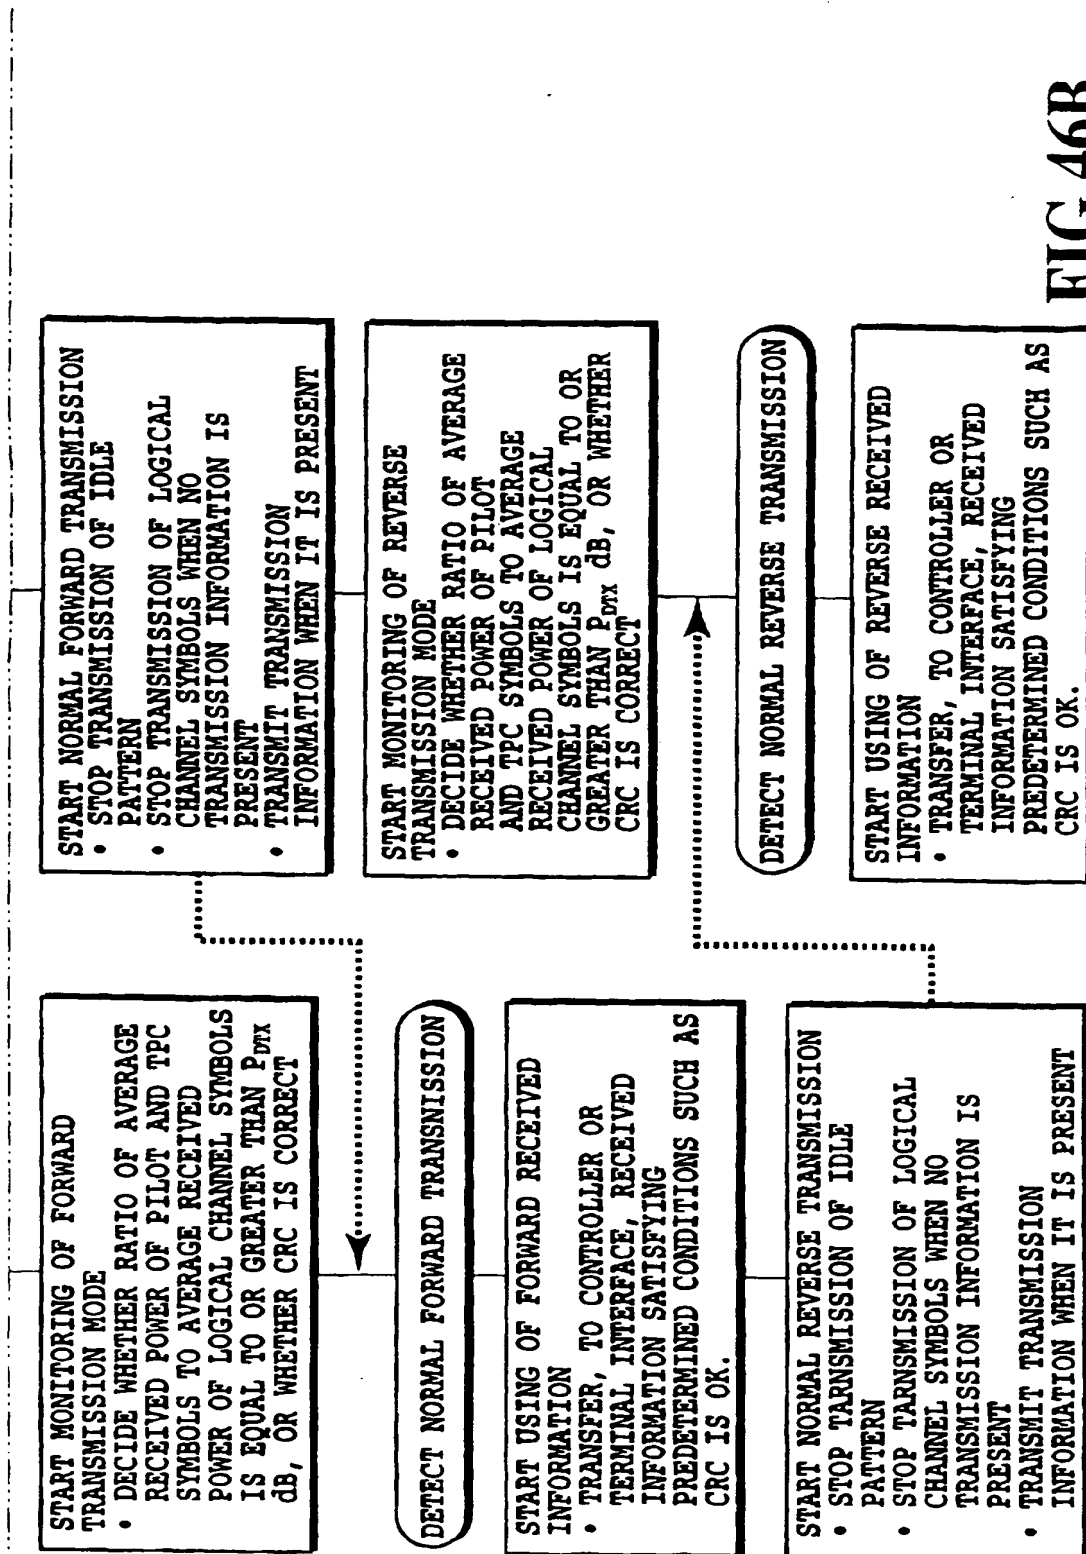 START MONITORING OF FORWARD
TRANSMISSION MODE
• DECIDE WHETHER RATIO OF AVERAGE
RECEIVED POWER OF PILOT AND TPC
SYMBOLS TO AVERAGE RECEIVED
POWER OF LOGICAL CHANNEL SYMBOLS
IS EQUAL TO OR GREATER THAN PDTX
dB, OR WHETHER CRC IS CORRECT
DETECT NORMAL FORWARD TRANSNISSION
START USING OF FORWARD RECEIVED
INFORMATION
• TRANSFER, TO CONTROLLER OR
TERMINAL INTERFACE, RECEIVED
INFORMATION SATISFYING
PREDETERMINED CONDITIONS SUCH AS
CRC IS OK.
START NORMAL REVERSE TRANSMISSION
• STOP TARNSMISSION OF IDLE
PATTERN
• STOP TARNSMISSION OF LOGICAL
CHANNEL SYMBOLS WHEN NO
TRANSMISSION INFORMATION IS
PRESENT
• TRANSMIT TRANSMISSION
INFORMATION WHEN IT IS PRESENT
START NORMAL FORWARD TRANSMISSION
• STOP TRANSMISSION OF IDLE
PATTERN
• STOP TRANSMISSION OF LOGICAL
CHANNEL SYMBOLS WHEN NO
TRANSMISSION INFORMATION IS
PRESENT
• TRANSMIT TRANSMISSION
INFORMATION WHEN IT IS PRESENT
START MONITORING OF REVERSE
TRANSMISSION MODE
• DECIDE WHETHER RATIO OF AVERAGE
RECEIVED POWER OF PILOT
AND TPC SYMBOLS TO AVERAGE
RECEIVED POWER OF LOGICAL
CHANNEL SYMBOLS IS EQUAL TO OR
GREATER THAN PDTX dB, OR WHETHER
CRC IS CORRECT
DETECT NORMAL REVERSE TRANSMISSION
START USING OF REVERSE RECEIVED
INFORMATION
• TRANSFER, TO CONTROLLER OR
TERMINAL INTERFACE, RECEIVED
INFORMATION SATISFYING
PREDETERMINED CONDITIONS SUCH AS
CRC IS OK.
FIG.46B